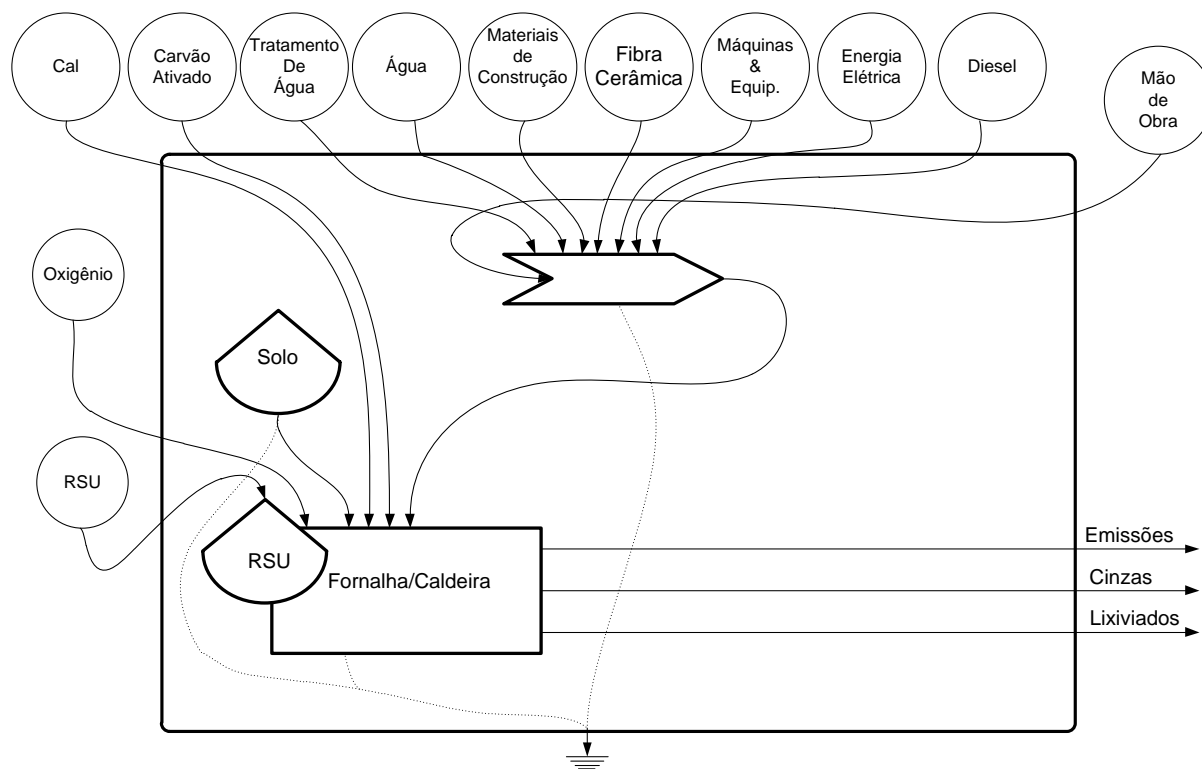 Cal
Carvão
Ativado
Tratamento
De
Água
Água
Materiais
de
Construção
Fibra
Cerâmica
Máquinas
&
Equip.
Energia
Elétrica
Diesel
Mão
de
Obra
Oxigênio
Solo
RSU
RSU
Fornalha/Caldeira
Emissões
Cinzas
Lixiviados